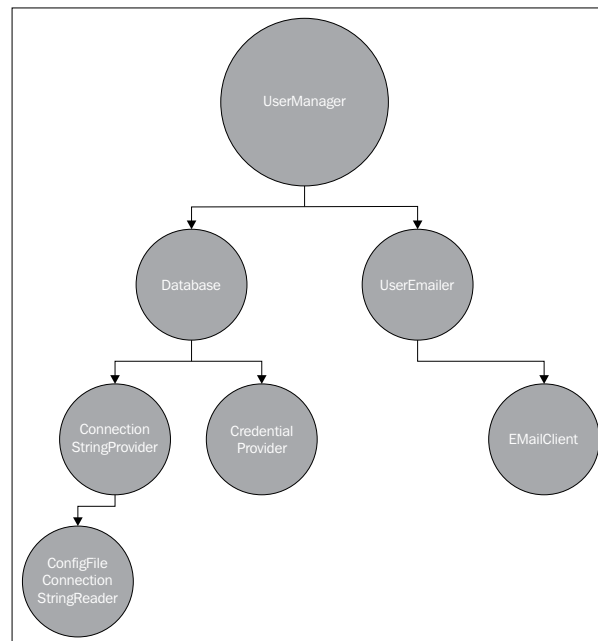 UserManager
Database
UserEmailer
Connection
StringProvider
Credential
Provider
EMailClient
ConfigFile
Connection
StringReader